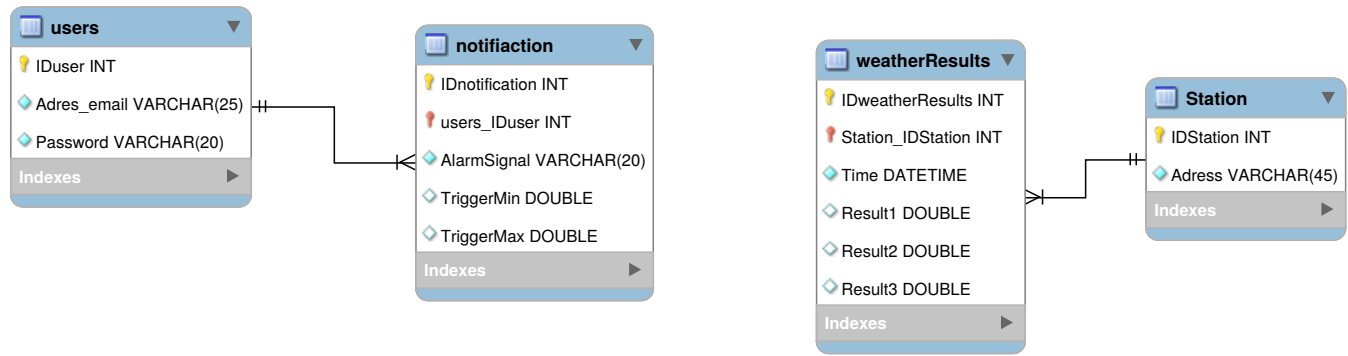 users
IDuser INT
Adres_email VARCHAR(25)
Password VARCHAR(20)
Indexes
notifiaction
IDnotification INT
users_IDuser INT
AlarmSignal VARCHAR(20)
TriggerMin DOUBLE
TriggerMax DOUBLE
Indexes
weatherResults
IDweatherResults INT
Station_IDStation INT
Time DATETIME
Result1 DOUBLE
Result2 DOUBLE
Result3 DOUBLE
Indexes
Station
IDStation INT
Adress VARCHAR(45)
Indexes